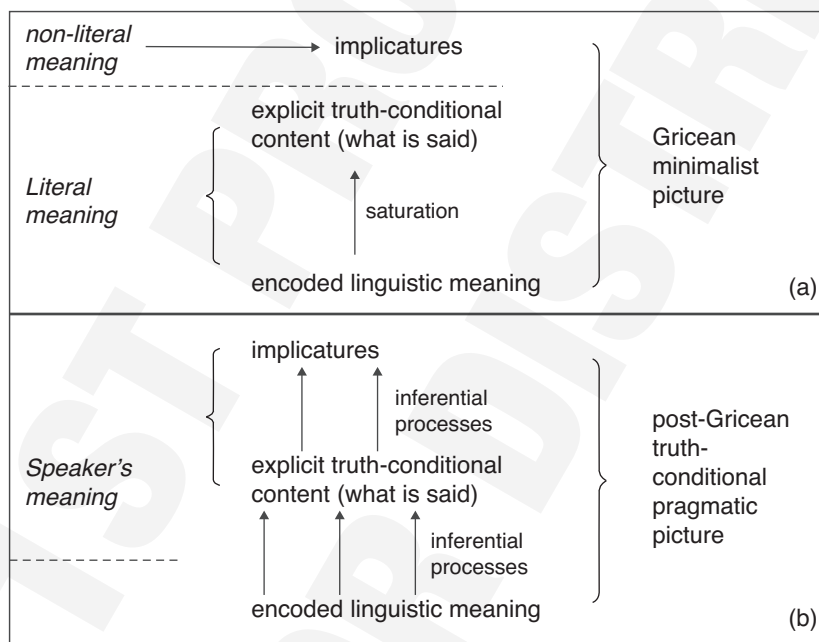 non-literal
meaning
implicatures
explicit truth-conditional
content (what is said)
Literal
meaning
saturation
encoded linguistic meaning
Gricean
minimalist
picture
(a)
implicatures
inferential
processes
Speaker's
meaning
explicit truth-conditional
content (what is said)
inferential
processes
encoded linguistic meaning
post-Gricean
truth-
conditional
pragmatic
picture
(b)